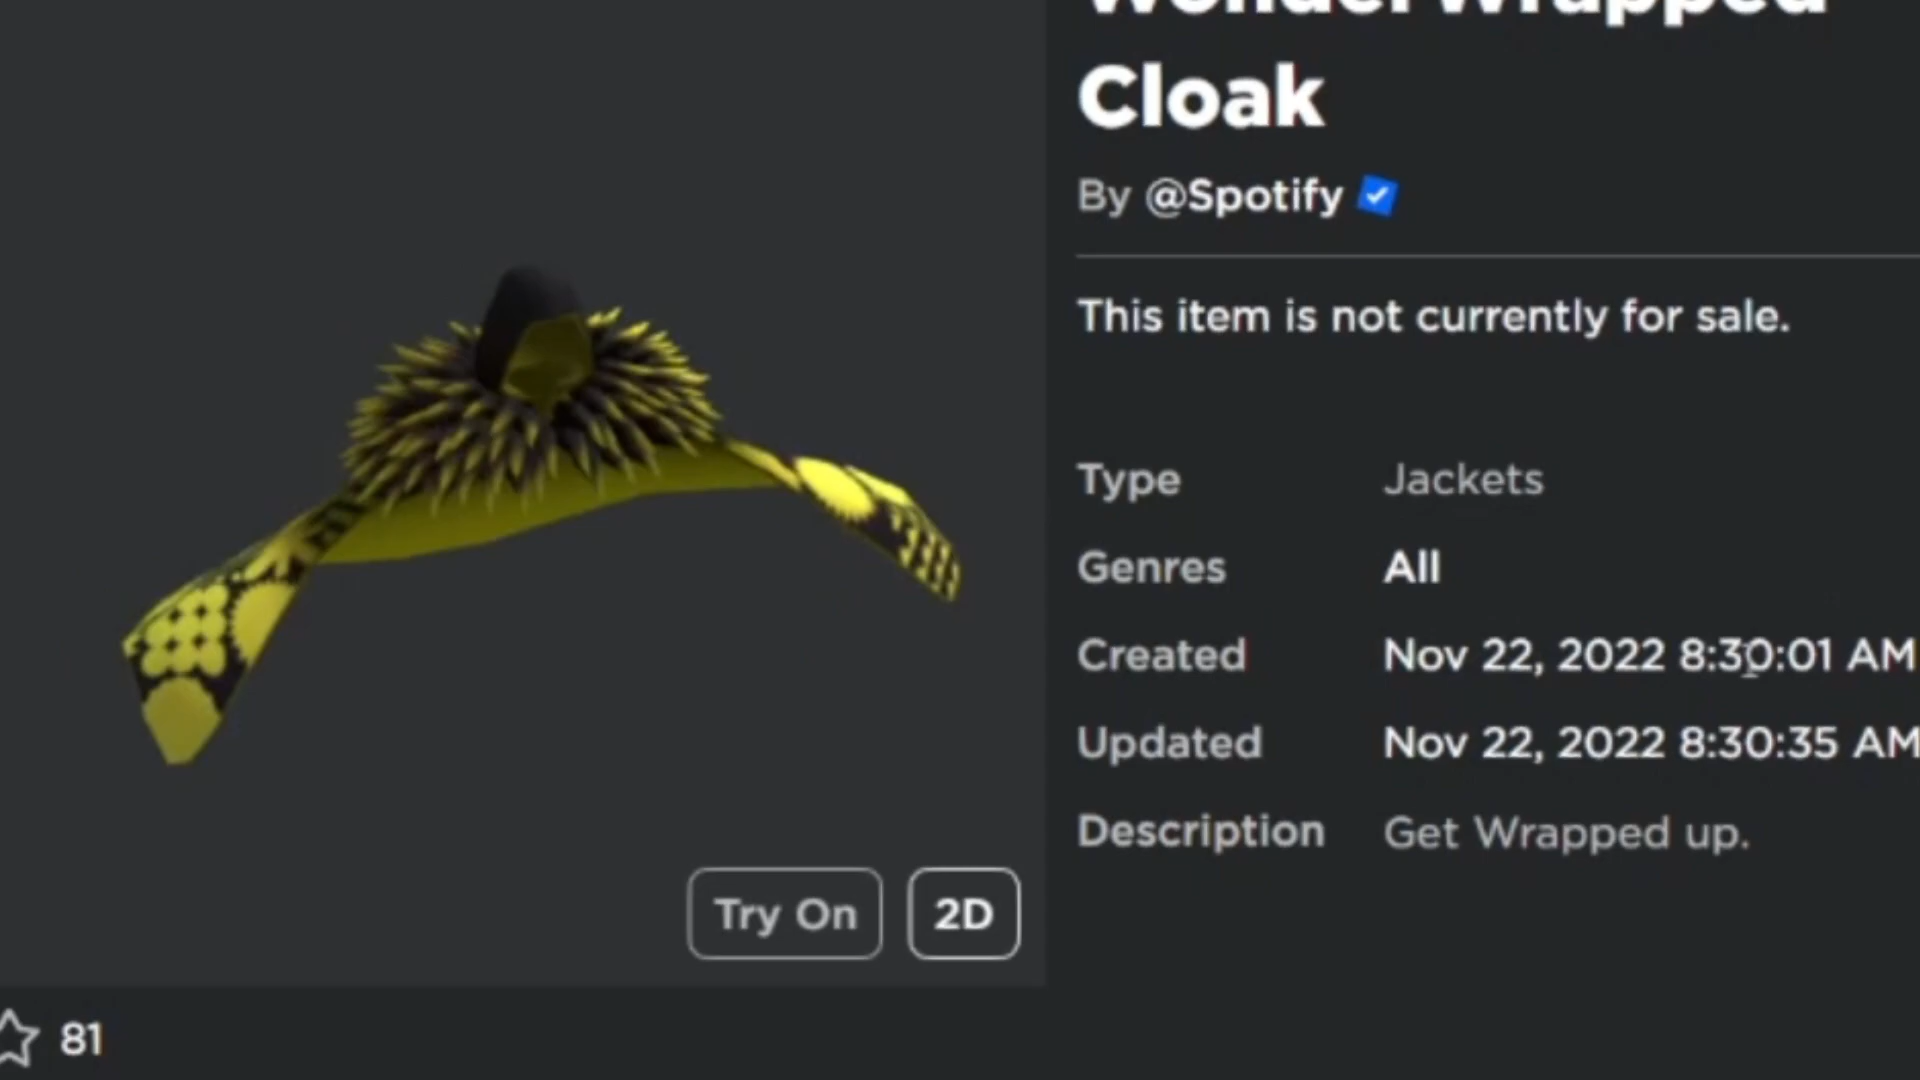 WonderWrapped
Cloak
By @Spotify
This item is not currently for sale.
Type Jackets
Genres All
Created Nov 22, 2022 8:30:01 AM
Updated Nov 22, 2022 8:30:35 AM
Description Get Wrapped up.
Try On 2D
81